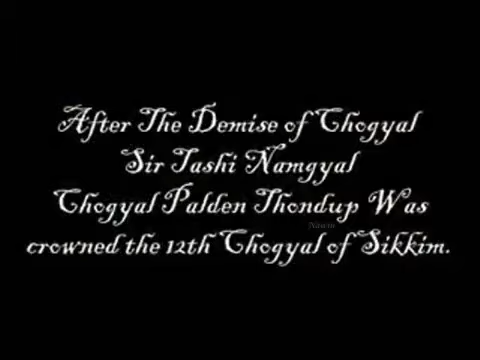 After The Demise of Chogyal
Sir Tashi Namgyal
Chogyal Palden Thondup Was
crowned the 12th Chogyal of Sikkim.